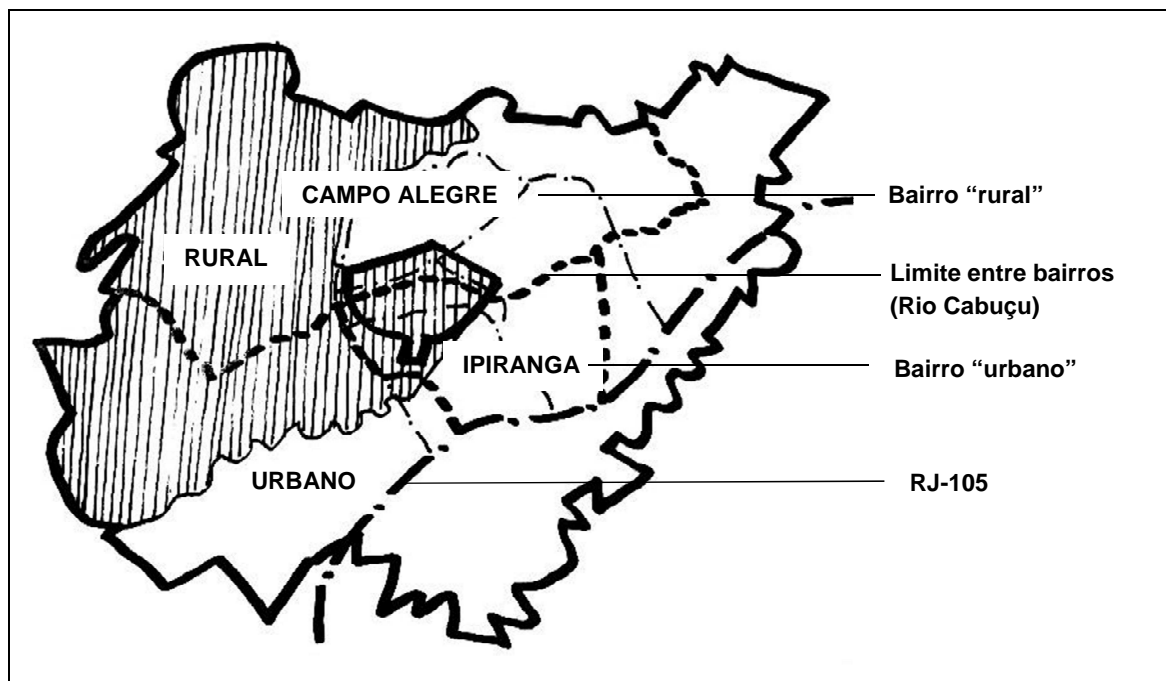 CAMPO ALEGRE
Bairro “rural”
RURAL
Limite entre bairros
(Rio Cabuçu)
IPIRANGA
Bairro “urbano”
URBANO
RJ-105